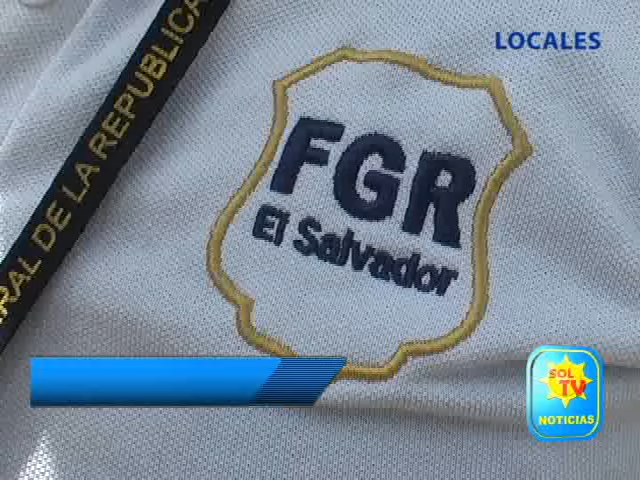 LOCALES
RAL DE LA REPUBLICA
FGR
El Salvador
SOL
TV
NOTICIAS